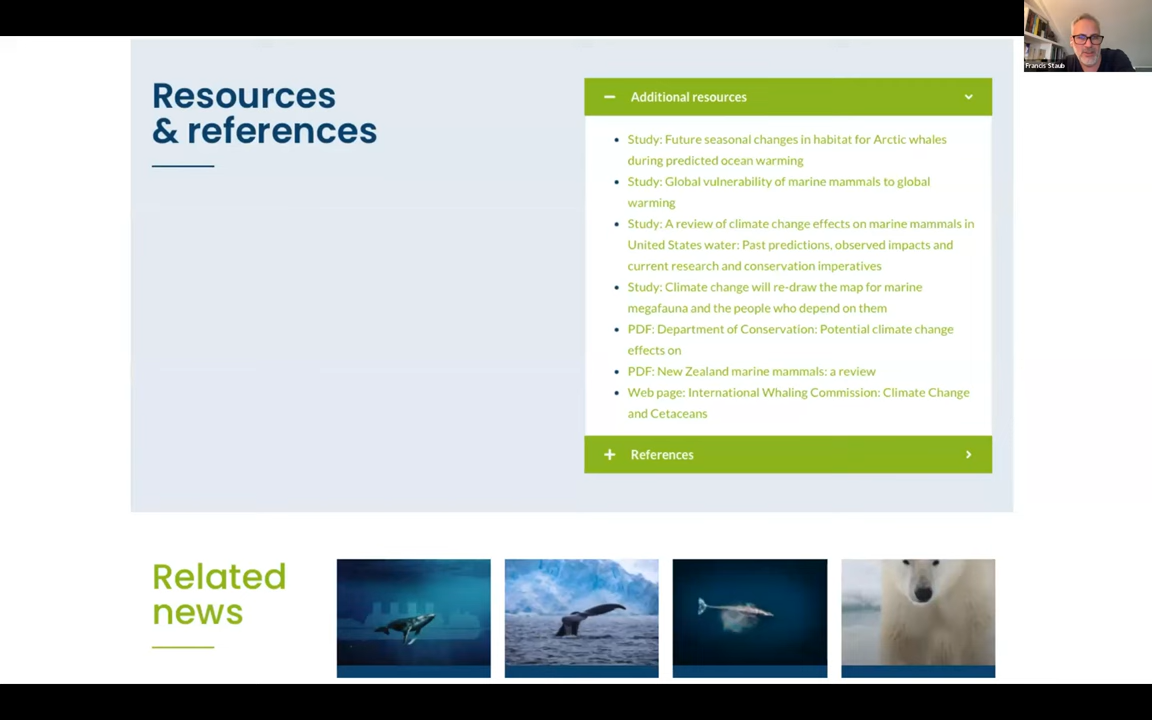 Francis Staub
Resources
& references
Additional resources
Study: Future seasonal changes in habitat for Arctic whales
during predicted ocean warming
Study: Global vulnerability of marine mammals to global
warming
Study: A review of climate change effects on marine mammals in
United States water: Past predictions, observed impacts and
current research and conservation imperatives
Study: Climate change will re-draw the map for marine
megafauna and the people who depend on them
PDF: Department of Conservation: Potential climate change
effects on
PDF: New Zealand marine mammals: a review
Web page: International Whaling Commission: Climate Change
and Cetaceans
References
Related
news